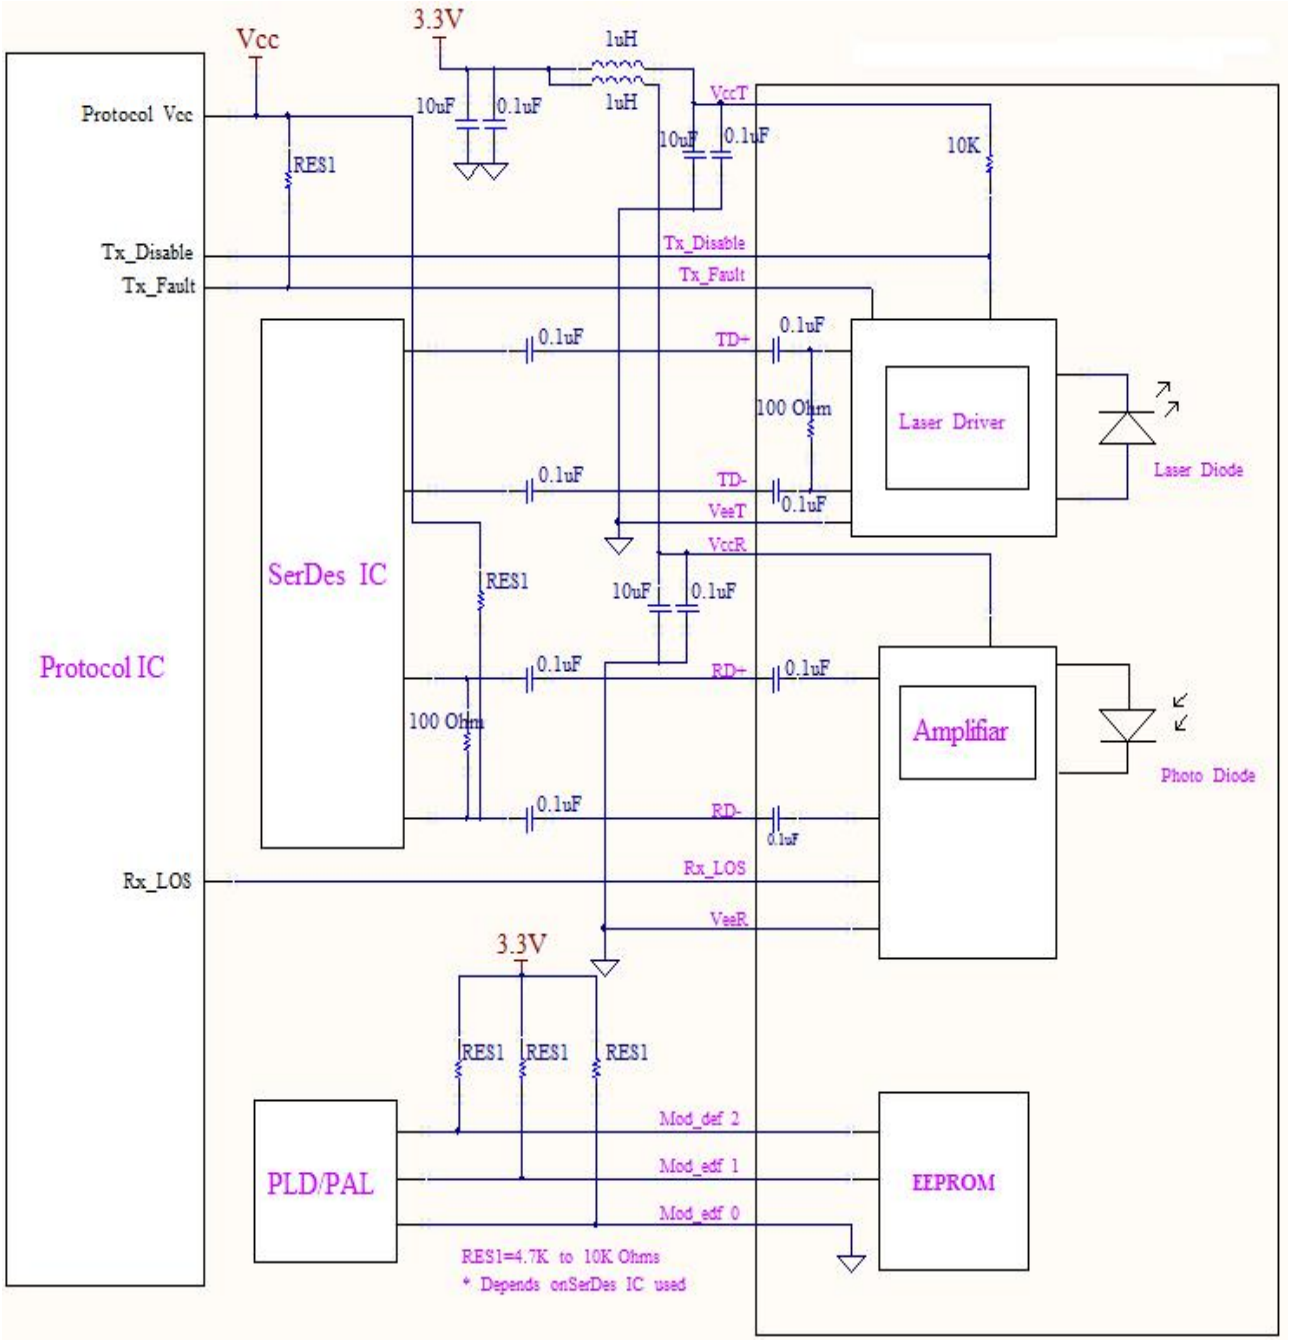 3.3V
Vcc
1uH
1uH
10uF
0.1uF
VccT
Protocol Vcc
10uF
0.1uF
10K
RES1
Tx_Disable
Tx_Disable
Tx_Fault
Tx_Fault
0.1uF
0.1uF
TD+
100 Ohm
Laser Driver
Laser Diode
0.1uF
TD-
0.1uF
VeeT
VccR
SerDes IC
RES1
10uF
0.1uF
Protocol IC
0.1uF
RD+
0.1uF
100 Ohm
Amplifiar
Photo Diode
0.1uF
RD-
0.1uF
Rx_LOS
Rx_LOS
VeeR
3.3V
RES1
RES1
RES1
Mod_def 2
PLD/PAL
Mod_edf 1
EEPROM
Mod_edf 0
RES1=4.7K to 10K Ohms
* Depends onSerDes IC used